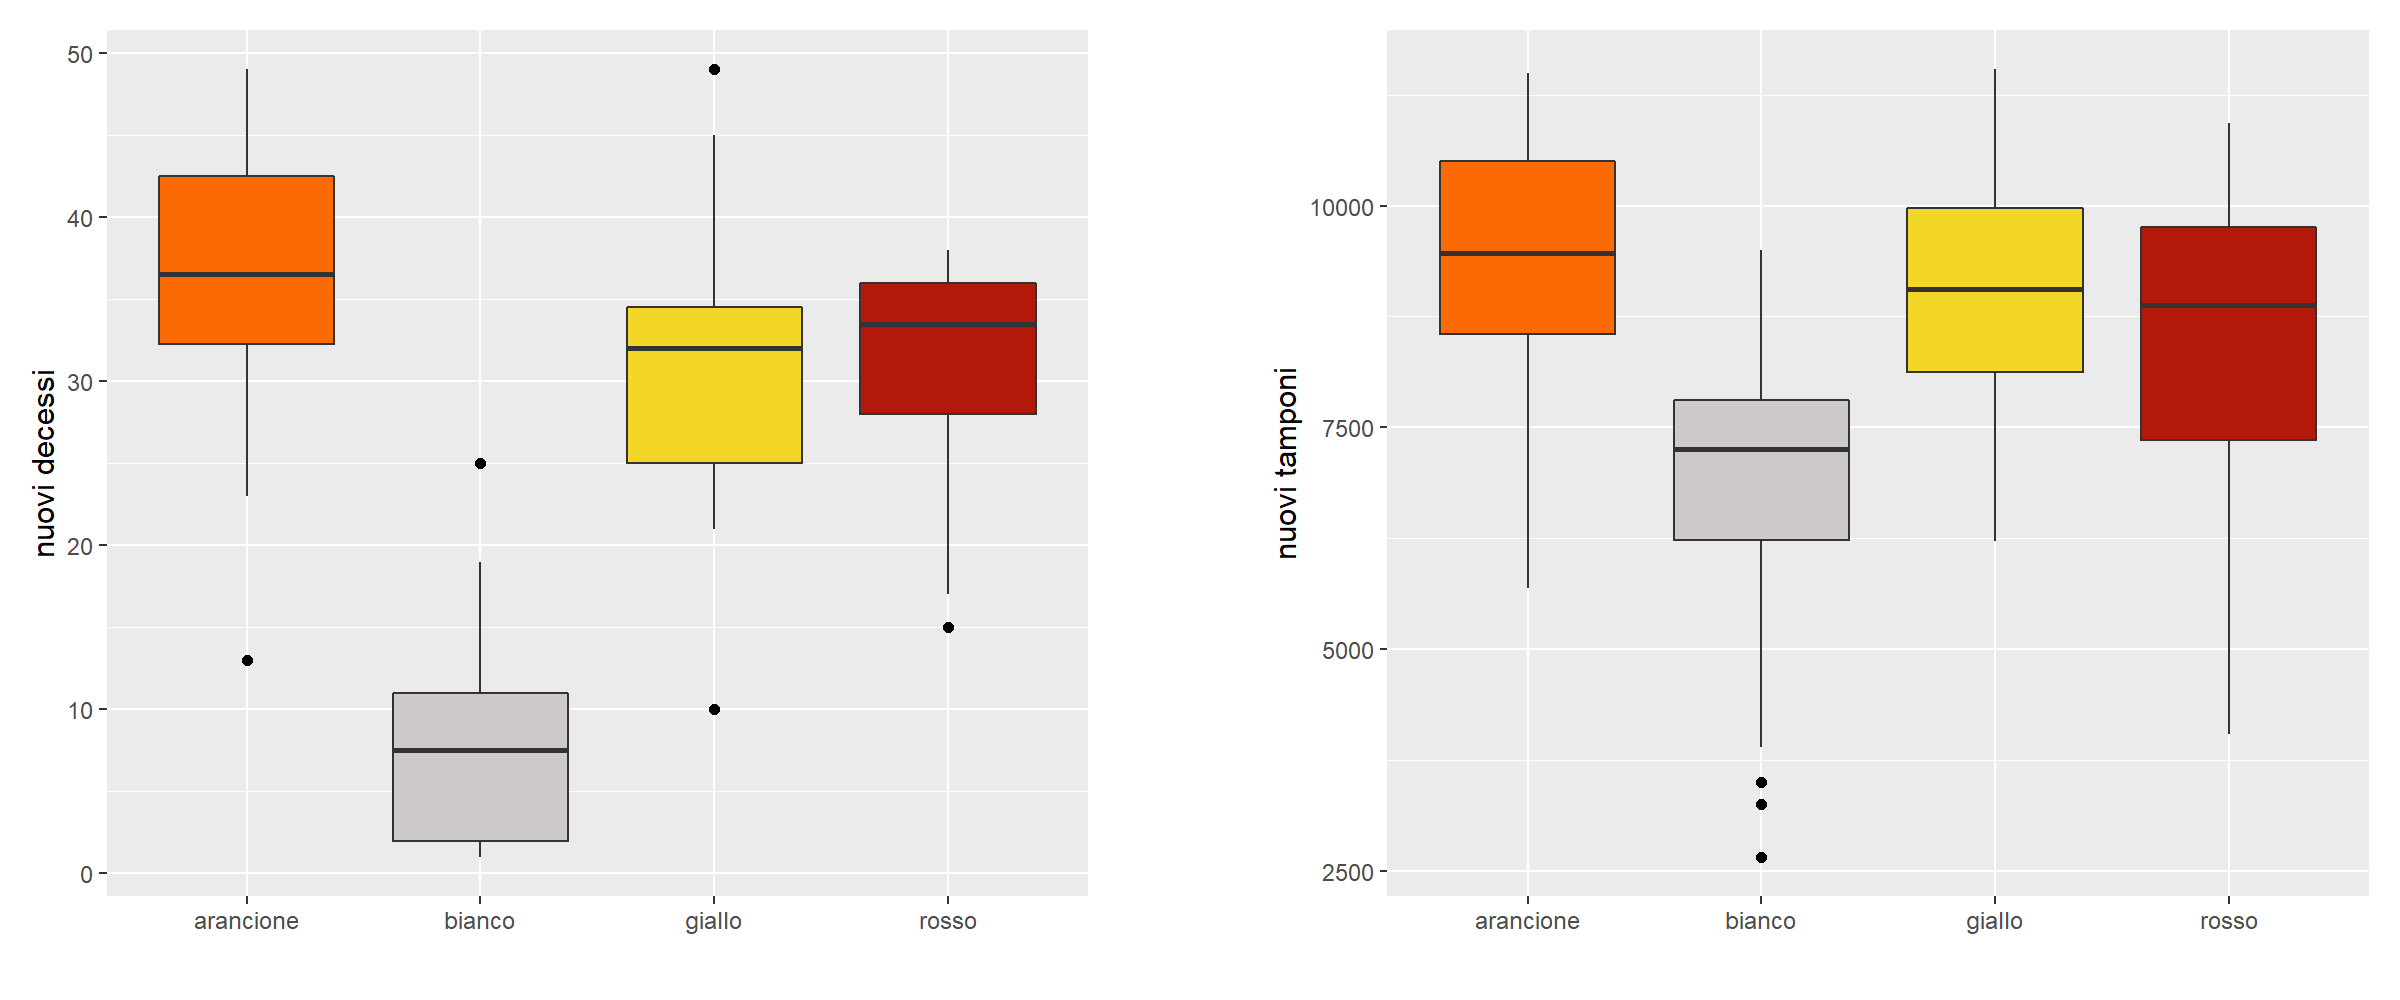 nuovi decessi
50
40
30
20
10
0
arancione bianco giallo rosso
nuovi tamponi
10000
7500
5000
2500
arancione bianco giallo rosso